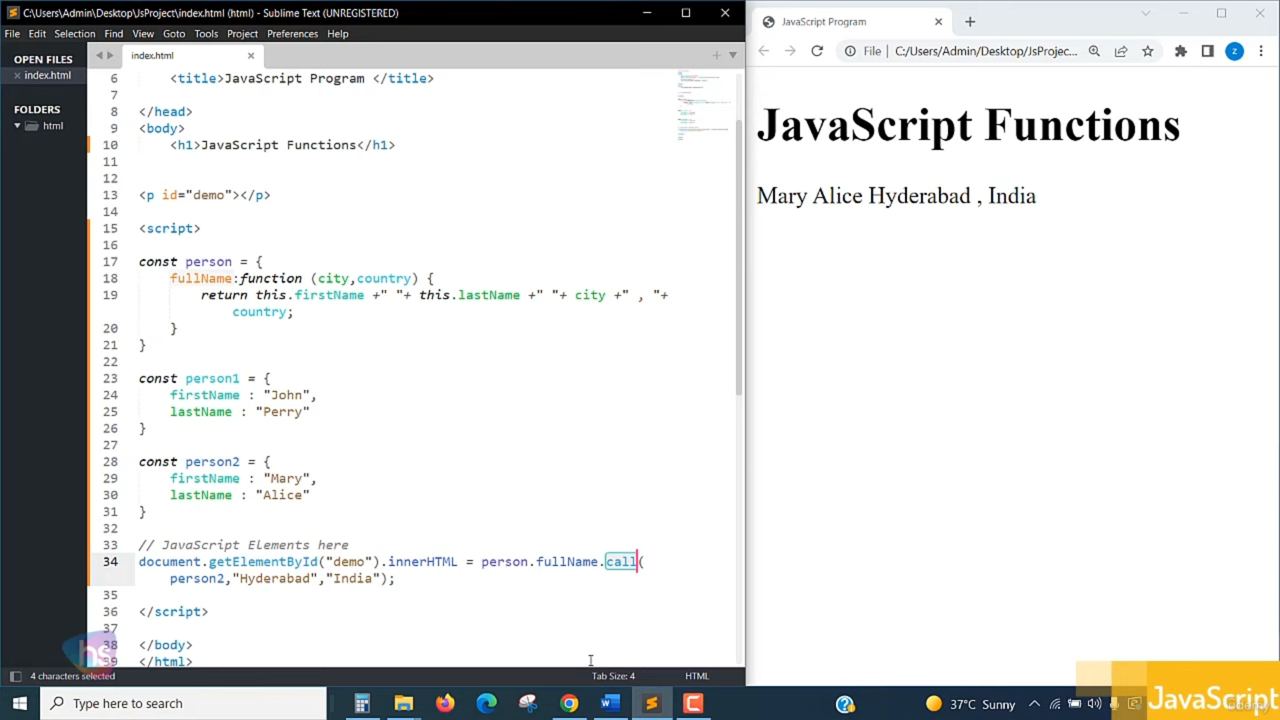 C:\Users\Admin\Desktop\JsProject\index.html (html) - Sublime Text (UNREGISTERED)
File Edit Selection Find View Goto Tools Project Preferences Help
OPEN FILES
index.html
FOLDERS
html
index.html
6 <title>JavaScript Program </title>
7
8 </head>
9 <body>
10 <h1>JavaScript Functions</h1>
11
12
13 <p id="demo"></p>
14
15 <script>
16
17 const person = {
18 fullName:function (city,country) {
19 return this.firstName +" "+ this.lastName +" "+ city +" , "+
country;
20 }
21 }
22
23 const person1 = {
24 firstName : "John",
25 lastName : "Perry"
26 }
27
28 const person2 = {
29 firstName : "Mary",
30 lastName : "Alice"
31 }
32
33 // JavaScript Elements here
34 document.getElementById("demo").innerHTML = person.fullName.call(
person2,"Hyderabad","India");
35
36 </script>
37
38 </body>
39 </html>
hs
4 characters selected Tab Size: 4 HTML
JavaScript Program
File C:/Users/Admin/Desktop/JsProjec... z
JavaScript Functions
Mary Alice Hyderabad , India
Type here to search
37°C Sunny
JavaScript